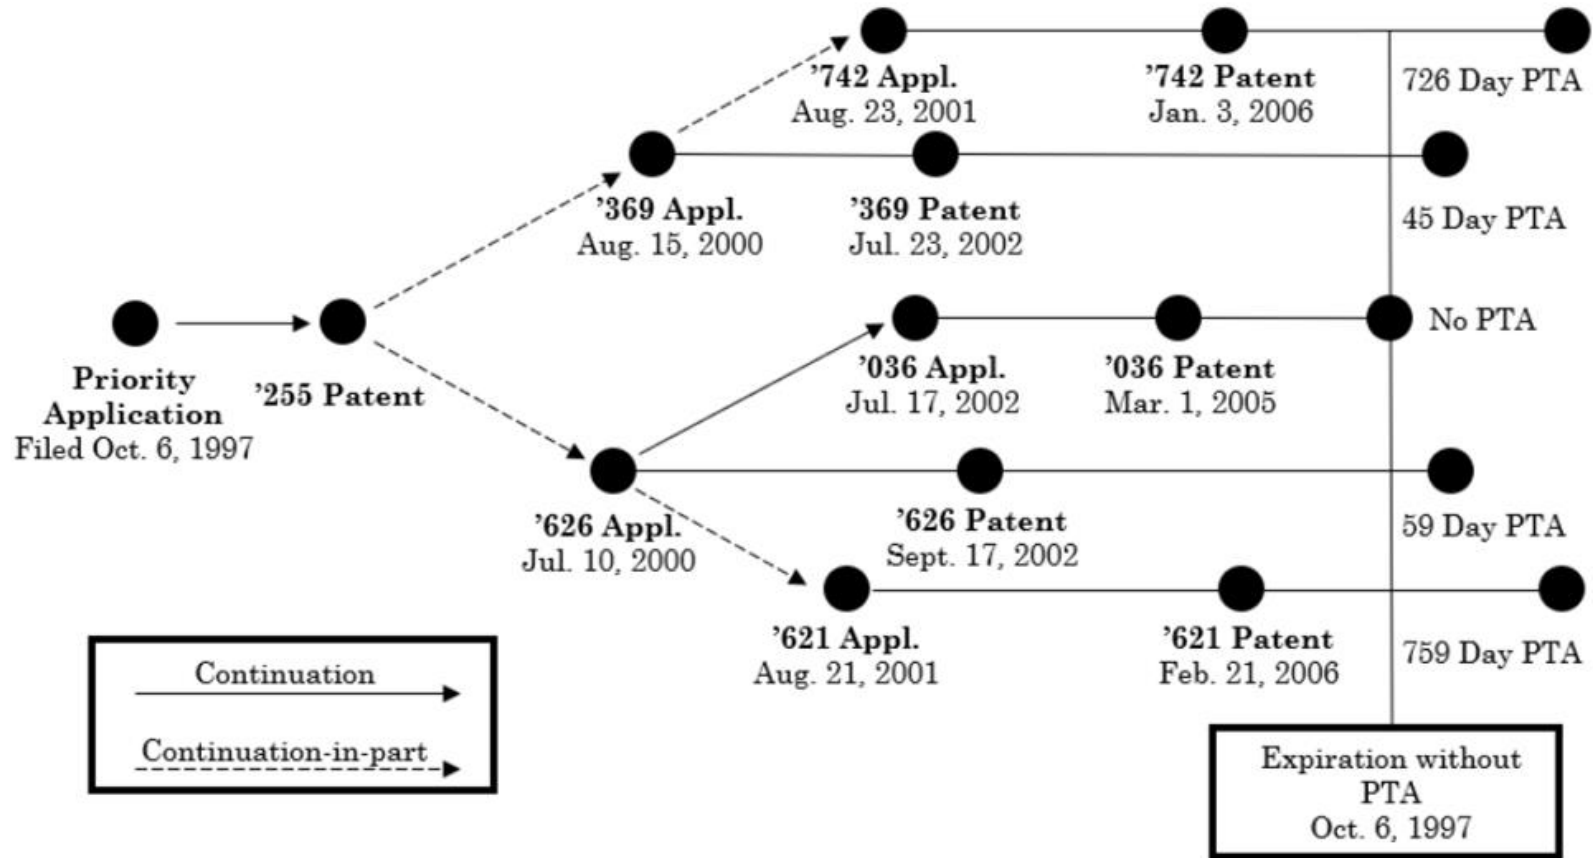 ’742 Appl.
Aug. 23, 2001
’742 Patent
Jan. 3, 2006
726 Day PTA
’369 Appl.
Aug. 15, 2000
’369 Patent
Jul. 23, 2002
45 Day PTA
Priority
Application
Filed Oct. 6, 1997
’255 Patent
’036 Appl.
Jul. 17, 2002
’036 Patent
Mar. 1, 2005
No PTA
’626 Appl.
Jul. 10, 2000
’626 Patent
Sept. 17, 2002
59 Day PTA
’621 Appl.
Aug. 21, 2001
’621 Patent
Feb. 21, 2006
759 Day PTA
Continuation
Continuation-in-part
Expiration without
PTA
Oct. 6, 1997